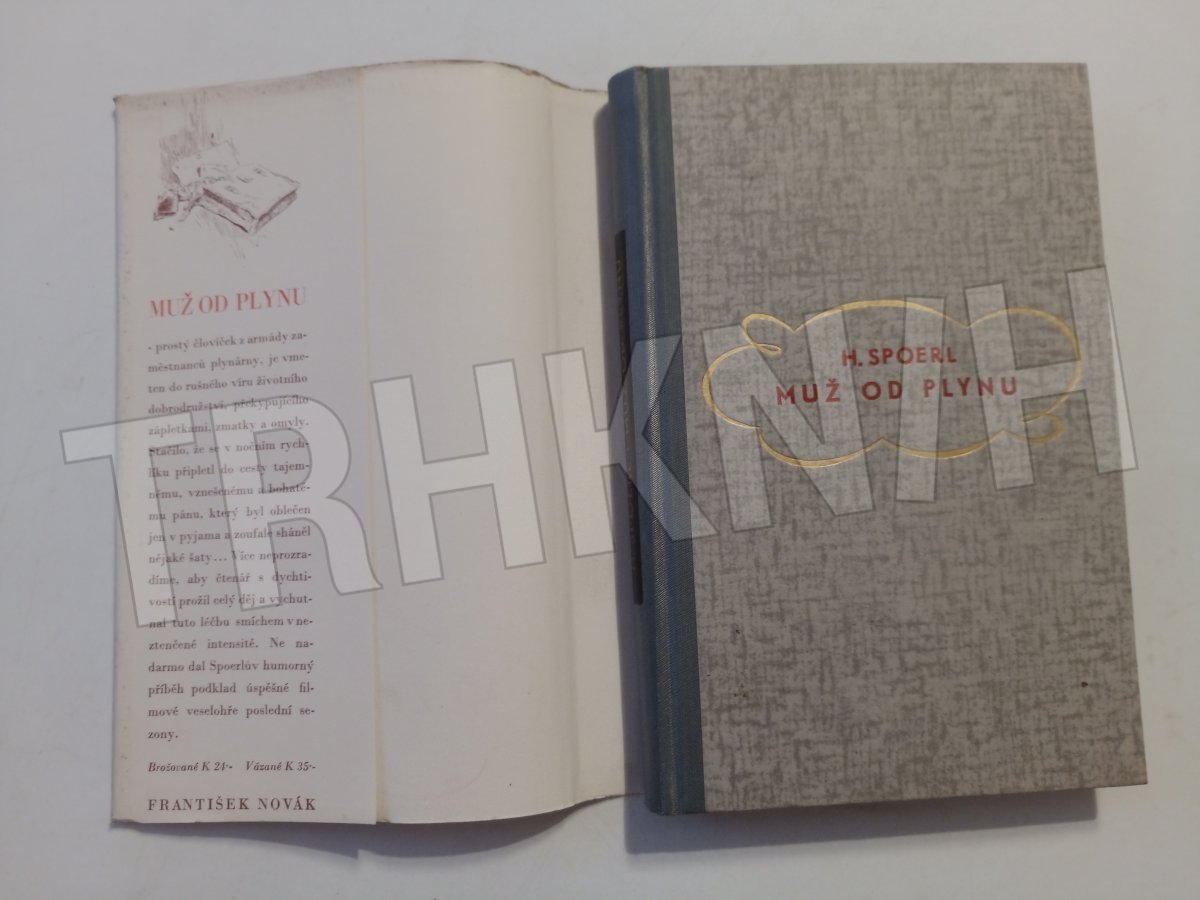 MUŽ OD PLYNU
- prostý človíček z armády za-
městnanců plynárny, je vme-
ten do rušného víru životního
dobrodružství, překypujícího
zápletkami, zmatky a omyly.
Stačilo, že se v nočním rych-
líku připletl do cesty tajem-
nému, vznešenému a bohaté-
mu pánu, který byl oblečen
jen v pyjama a zoufale sháněl
nějaké šaty... Více neprozra-
díme, aby čtenář s dychti-
vostí prožil celý děj a vychut-
nal tuto léčbu smíchem v ne-
ztenčené intensitě. Ne na-
darmo dal Spoerlův humorný
příběh podklad úspěšné fil-
mové veselohře poslední se-
zony.
Brožované K 24·- Vázané K 35·-
FRANTIŠEK NOVÁK
H. SPOERL
MUŽ OD PLYNU
TRHKNIH